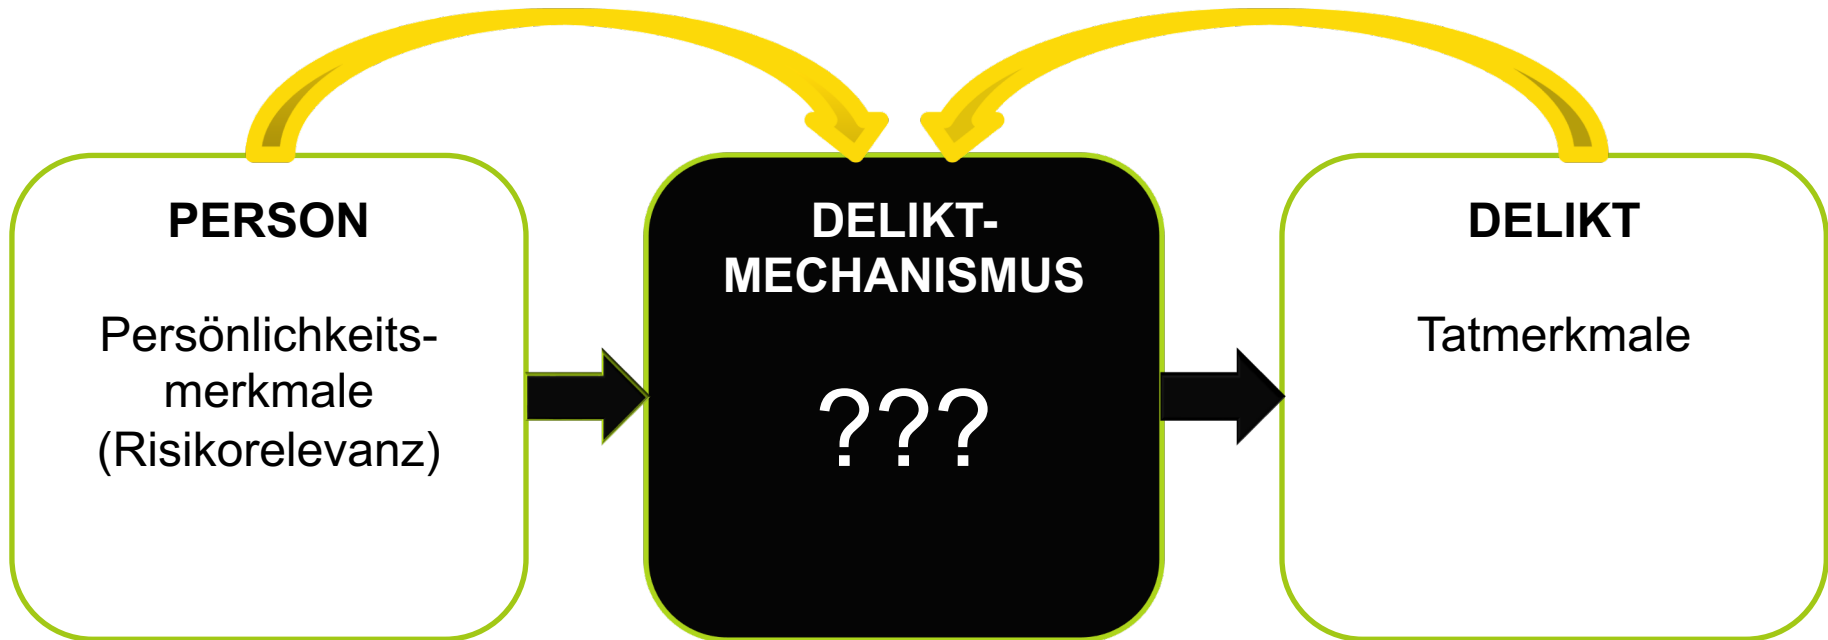 PERSON
Persönlichkeits-
merkmale
(Risikorelevanz)
DELIKT-
MECHANISMUS
???
DELIKT
Tatmerkmale